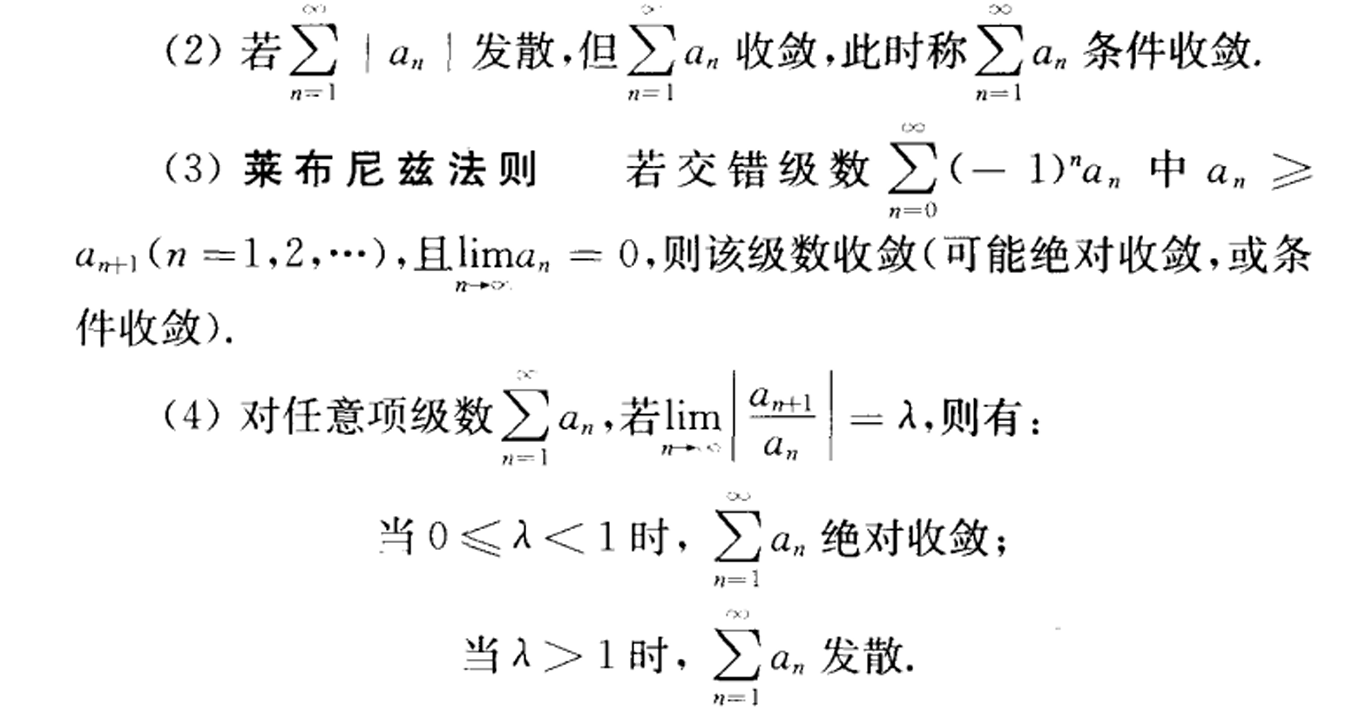 (2) 若 $\sum_{n=1}^{\infty} |a_n|$ 发散,但 $\sum_{n=1}^{\infty} a_n$ 收敛,此时称 $\sum_{n=1}^{\infty} a_n$ 条件收敛.
(3) 莱布尼兹法则 若交错级数 $\sum_{n=0}^{\infty} (-1)^n a_n$ 中 $a_n \geqslant$
$a_{n+1}(n=1,2,\cdots)$,且 $\lim_{n\to\infty} a_n = 0$,则该级数收敛(可能绝对收敛,或条
件收敛).
(4) 对任意项级数 $\sum_{n=1}^{\infty} a_n$,若 $\lim_{n\to\infty} \left| \frac{a_{n+1}}{a_n} \right| = \lambda$,则有:
当 $0 \leqslant \lambda < 1$ 时, $\sum_{n=1}^{\infty} a_n$ 绝对收敛;
当 $\lambda > 1$ 时, $\sum_{n=1}^{\infty} a_n$ 发散.